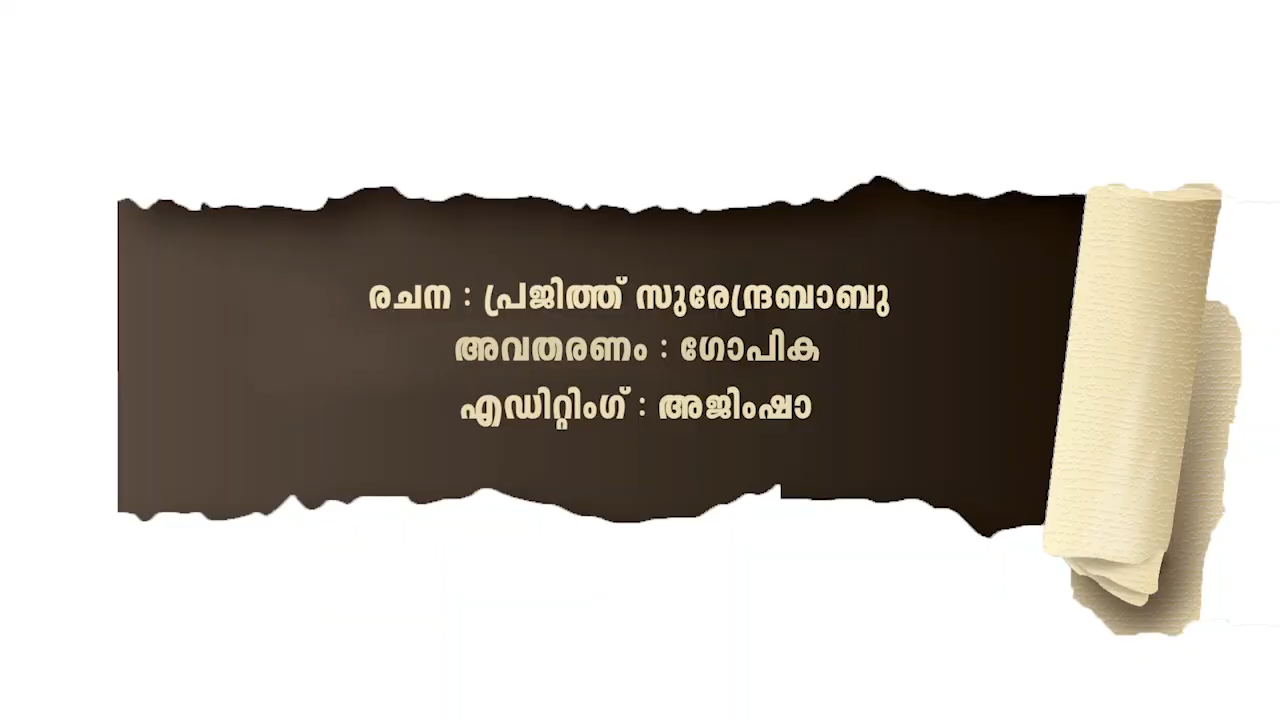 രചന : പ്രജിത്ത് സുരേന്ദ്രബാബു
അവതരണം : ഗോപിക
എഡിറ്റിംഗ് : അജിംഷാ